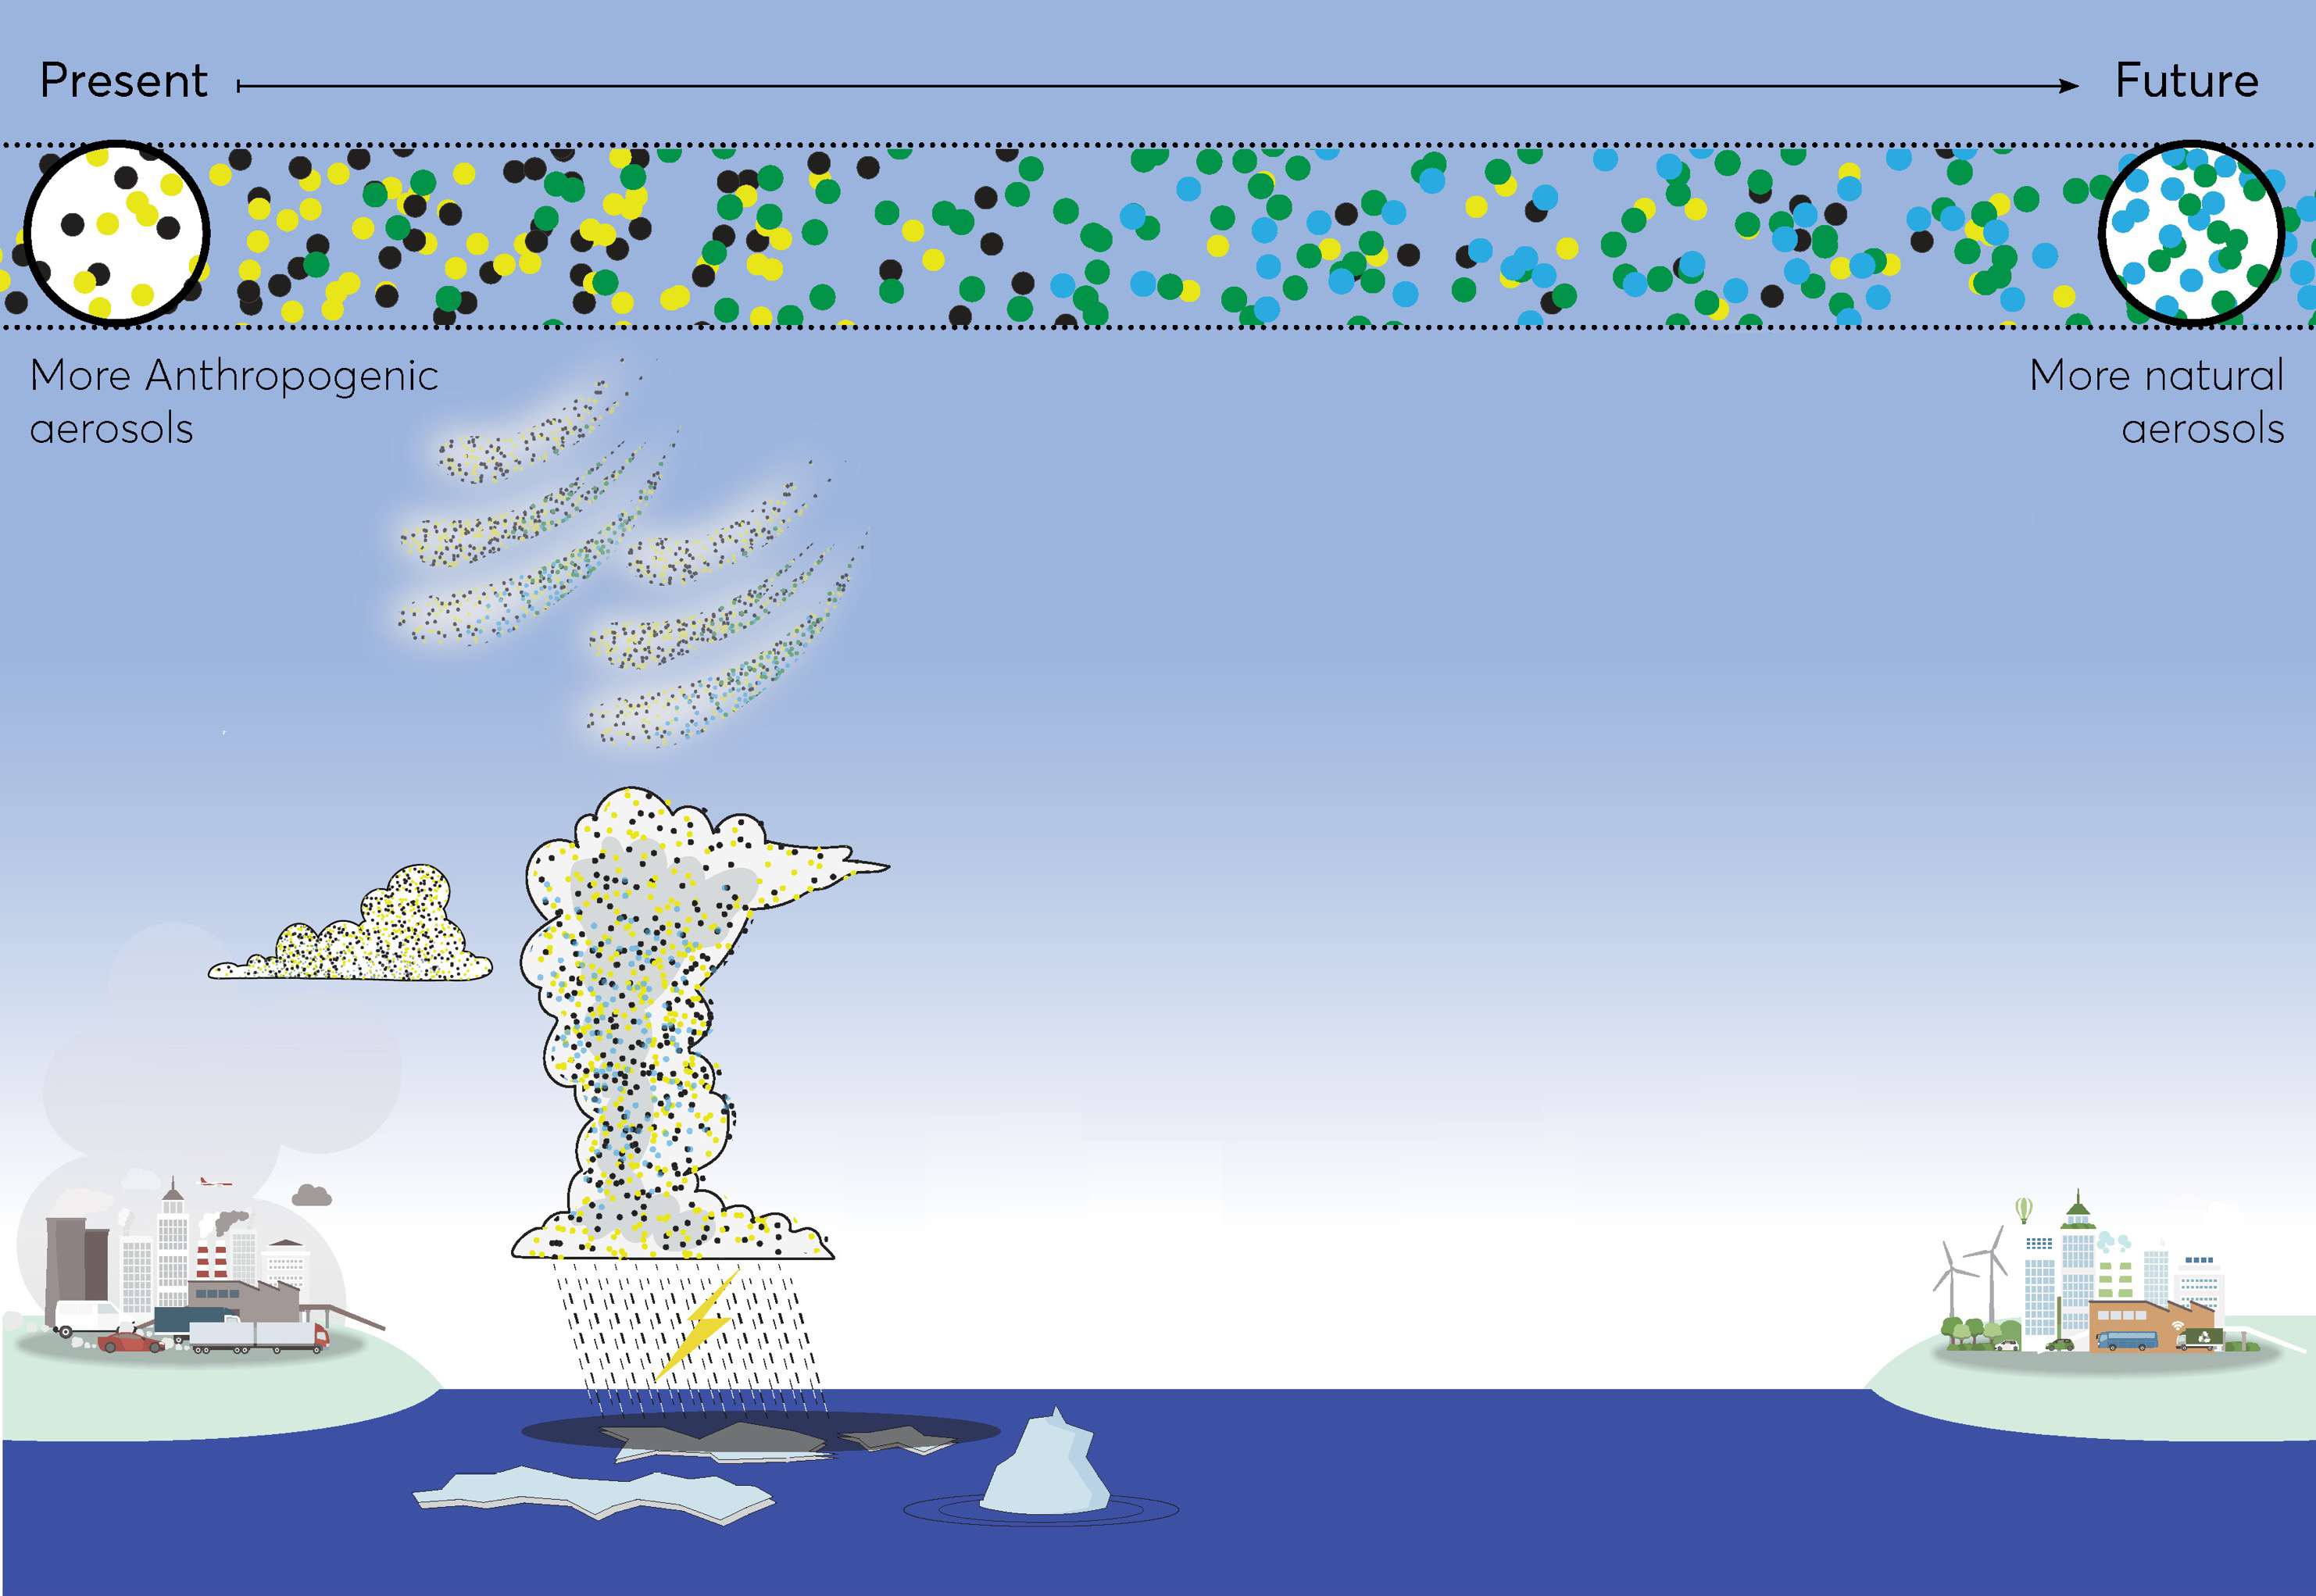 Present
Future
More Anthropogenic
aerosols
More natural
aerosols